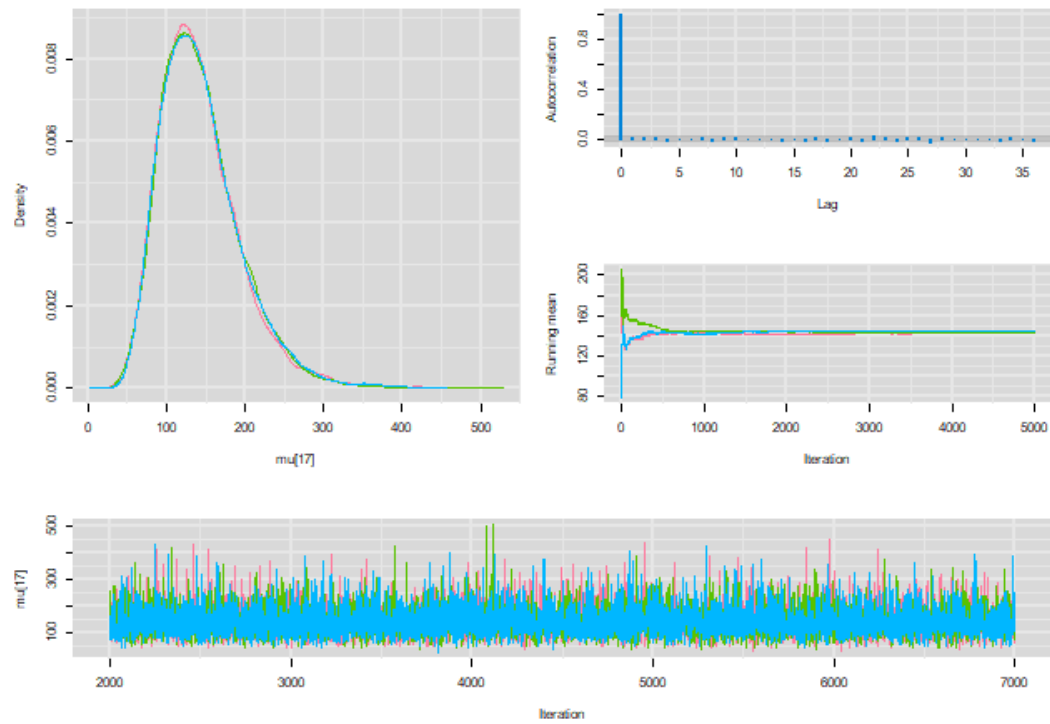 Density
0.008
0.006
0.004
0.002
0.000
0 100 200 300 400 500
mu[17]
Autocorrelation
0.8
0.4
0.0
0 5 10 15 20 25 30 35
Lag
Running mean
200
160
120
80
0 1000 2000 3000 4000 5000
Iteration
mu[17]
500
300
100
2000 3000 4000 5000 6000 7000
Iteration